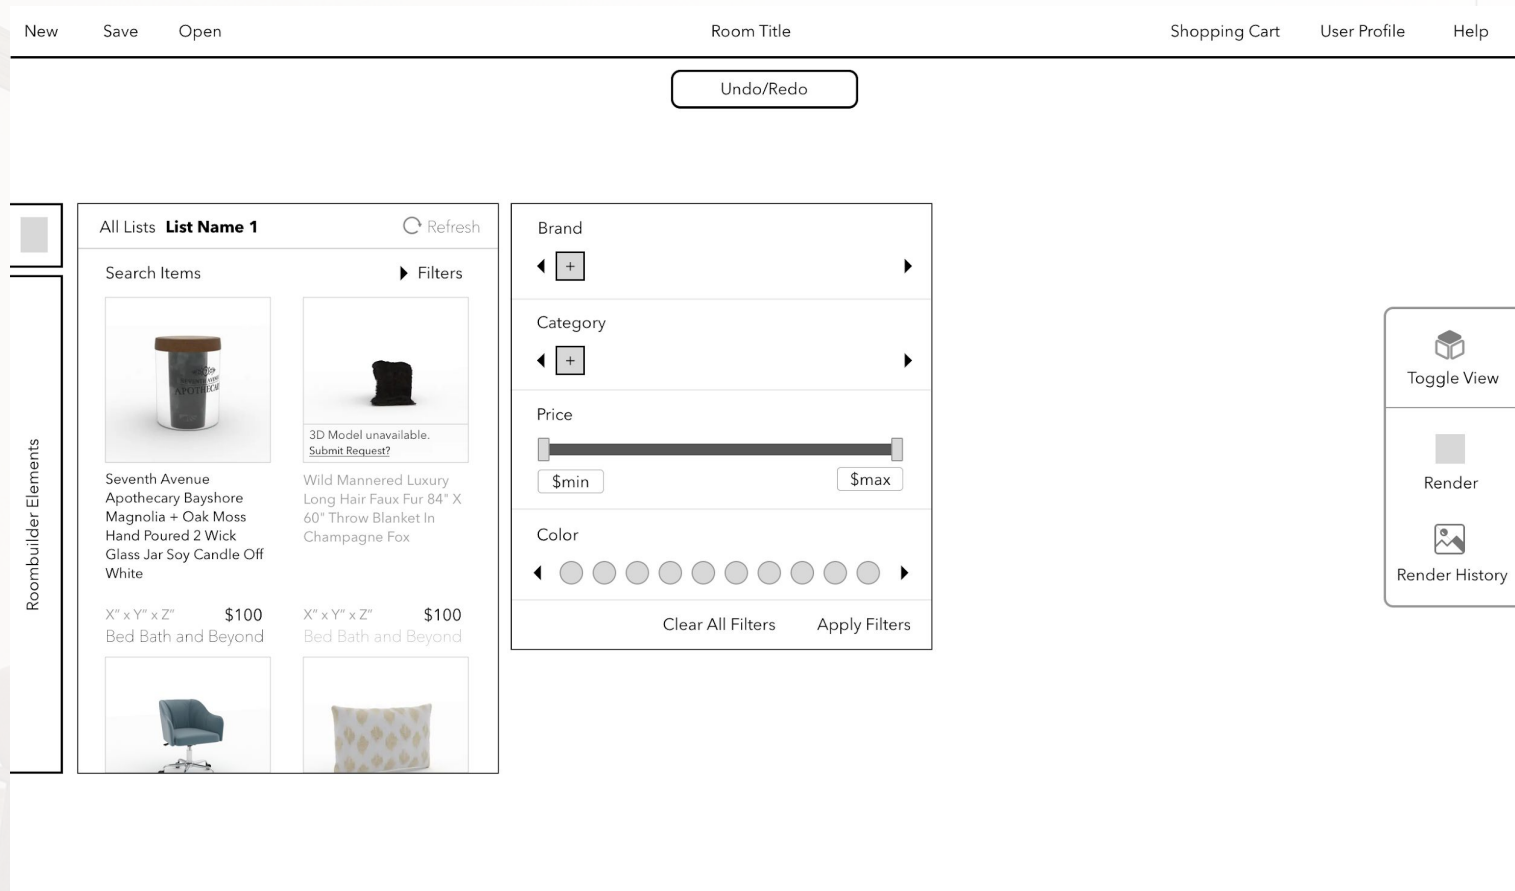 New Save Open Room Title Shopping Cart User Profile Help
Undo/Redo
All Lists List Name 1 Refresh
Search Items Filters
APOTHECARY
3D Model unavailable.
Submit Request?
Seventh Avenue
Apothecary Bayshore
Magnolia + Oak Moss
Hand Poured 2 Wick
Glass Jar Soy Candle Off
White
X" x Y" x Z" $100
Bed Bath and Beyond
Wild Mannered Luxury
Long Hair Faux Fur 84" X
60" Throw Blanket In
Champagne Fox
X" x Y" x Z" $100
Bed Bath and Beyond
Roombuilder Elements
Brand
+
Category
+
Price
$min $max
Color
Clear All Filters Apply Filters
Toggle View
Render
Render History